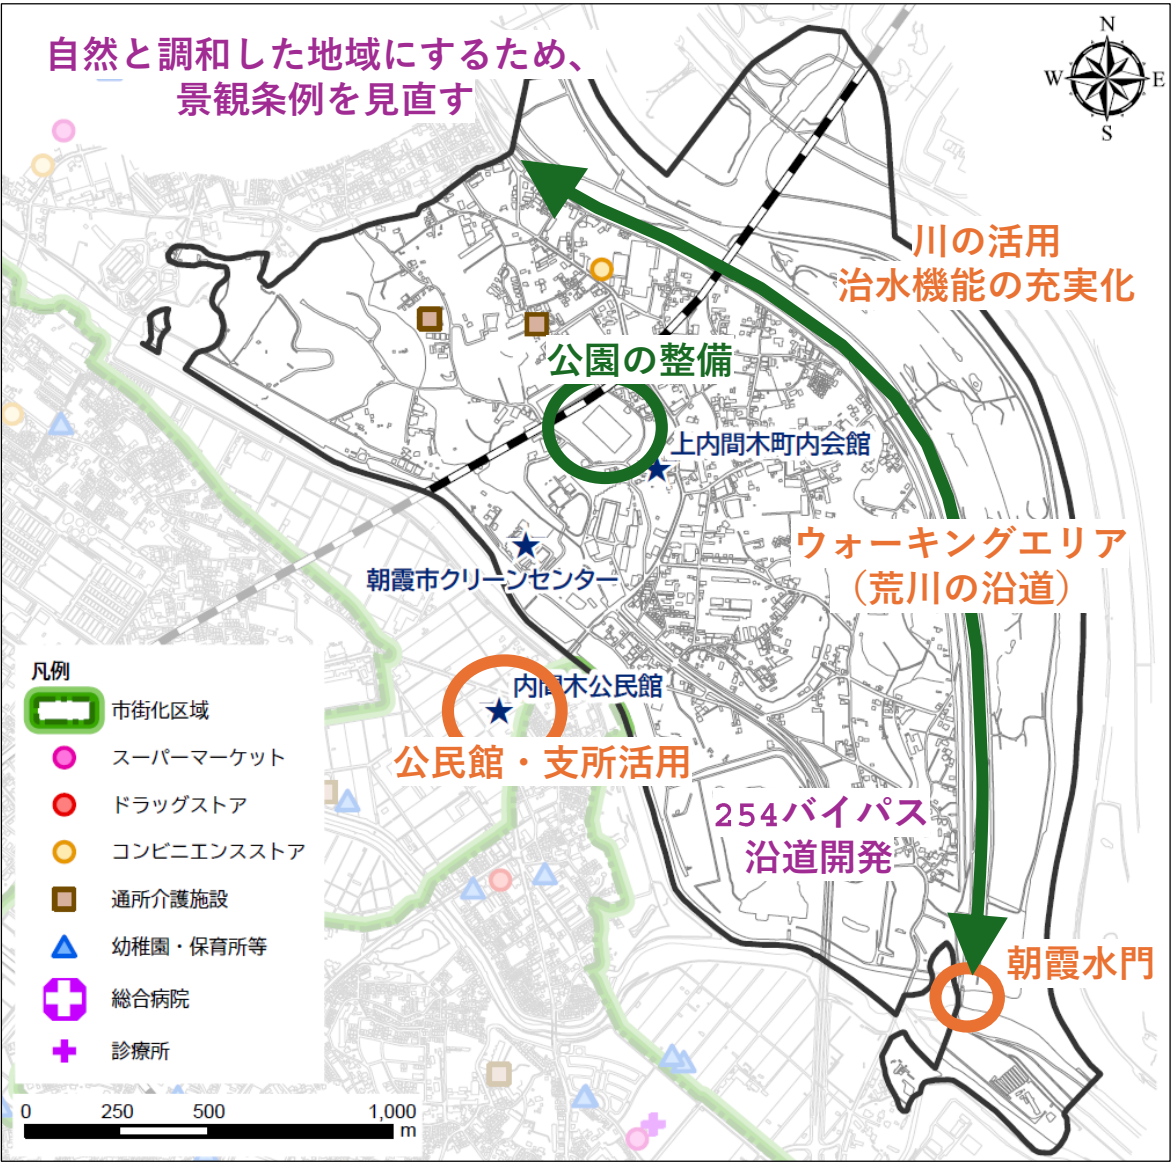 自然と調和した地域にするため、
景観条例を見直す
N
W
E
S
川の活用
治水機能の充実化
公園の整備
上内間木町内会館
ウォーキングエリア
（荒川の沿道）
朝霞市クリーンセンター
内間木公民館
公民館・支所活用
254バイパス
沿道開発
朝霞水門
凡例
市街化区域
スーパーマーケット
ドラッグストア
コンビニエンスストア
通所介護施設
幼稚園・保育所等
総合病院
診療所
0 250 500 1,000
m